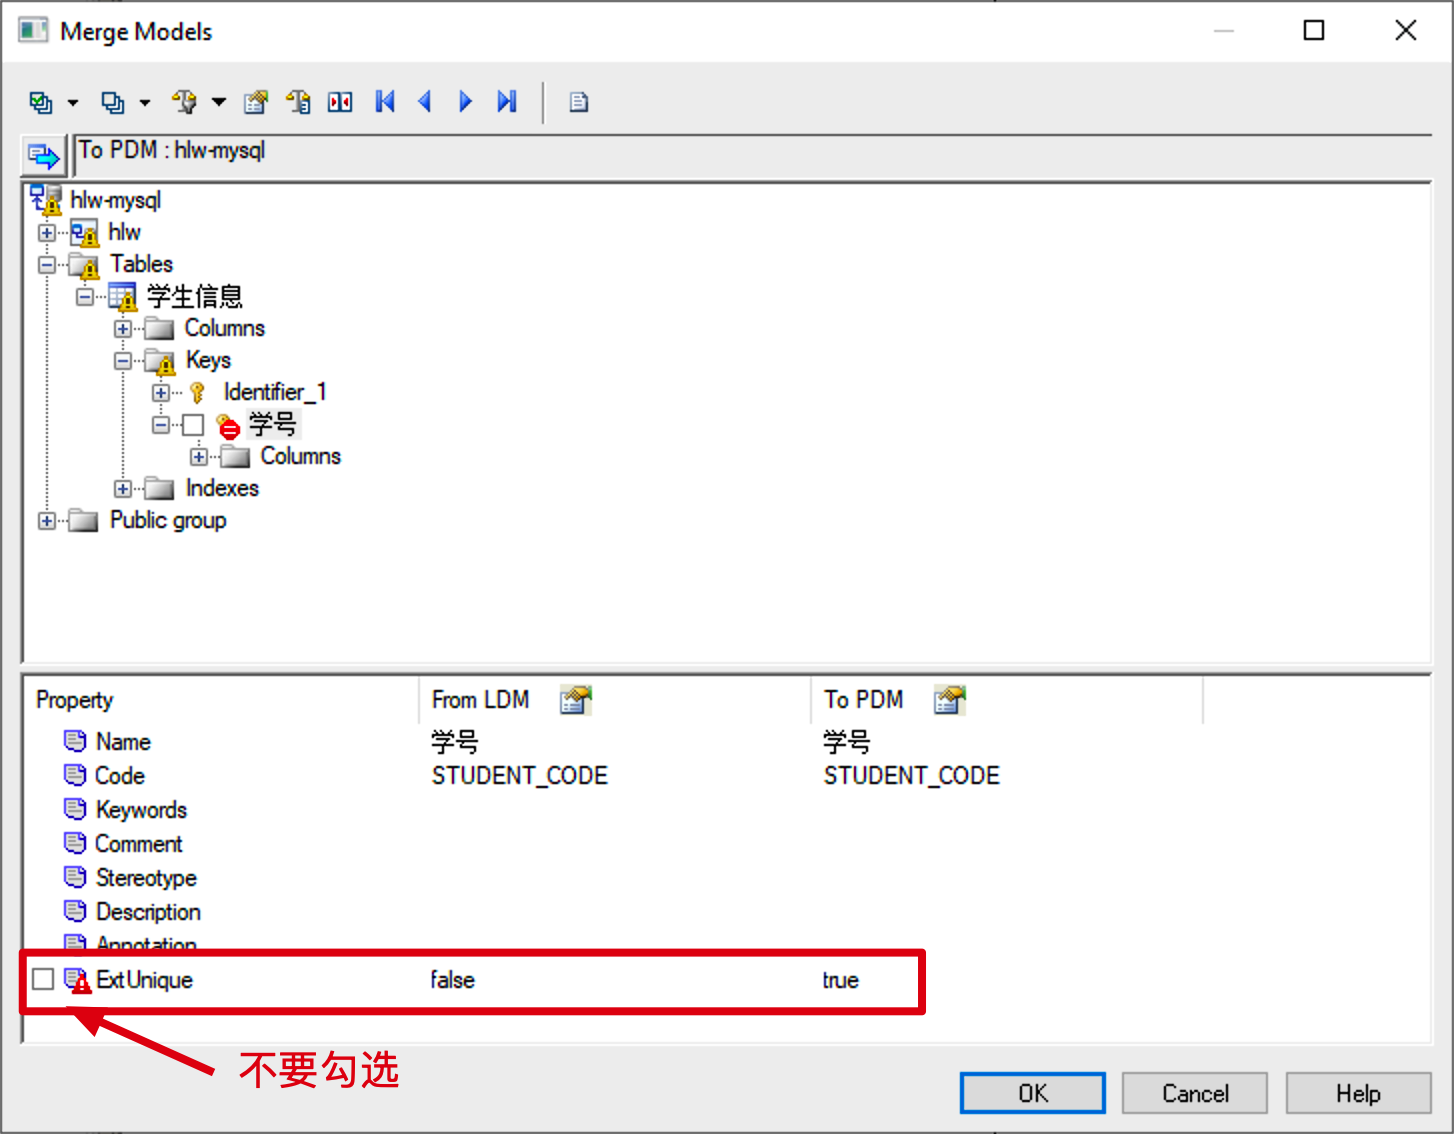 Merge Models
To PDM : hlw-mysql
hlw-mysql
hlw
Tables
学生信息
Columns
Keys
Identifier_1
学号
Columns
Indexes
Public group
Property From LDM To PDM
Name 学号 学号
Code STUDENT_CODE STUDENT_CODE
Keywords
Comment
Stereotype
Description
Annotation
ExtUnique false true
不要勾选
OK Cancel Help